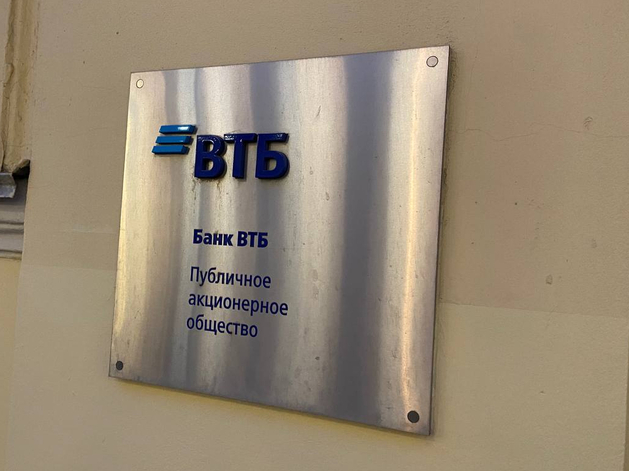 ВТБ
Банк ВТБ
Публичное
акционерное
общество